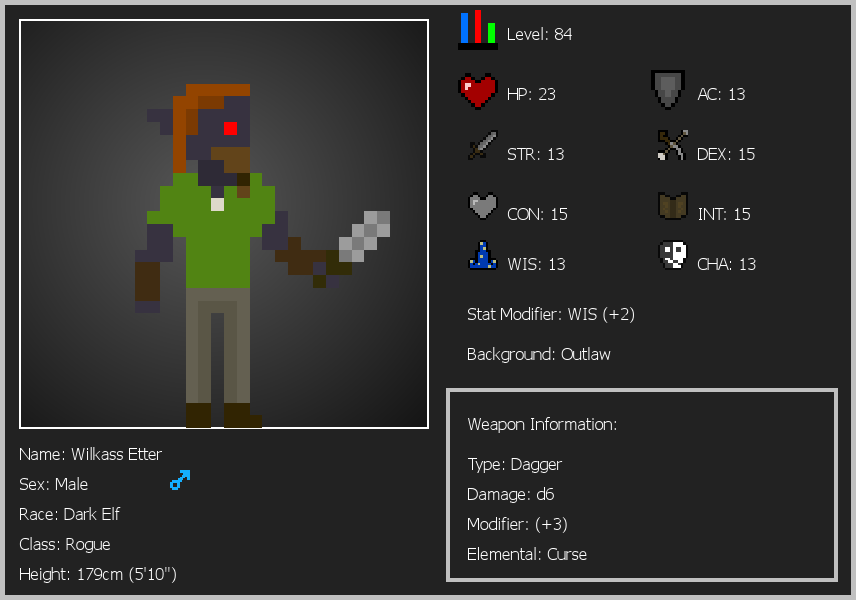 Level: 84
HP: 23
AC: 13
STR: 13
DEX: 15
CON: 15
INT: 15
WIS: 13
CHA: 13
Stat Modifier: WIS (+2)
Background: Outlaw
Weapon Information:
Type: Dagger
Damage: d6
Modifier: (+3)
Elemental: Curse
Name: Wilkass Etter
Sex: Male
Race: Dark Elf
Class: Rogue
Height: 179cm (5'10")